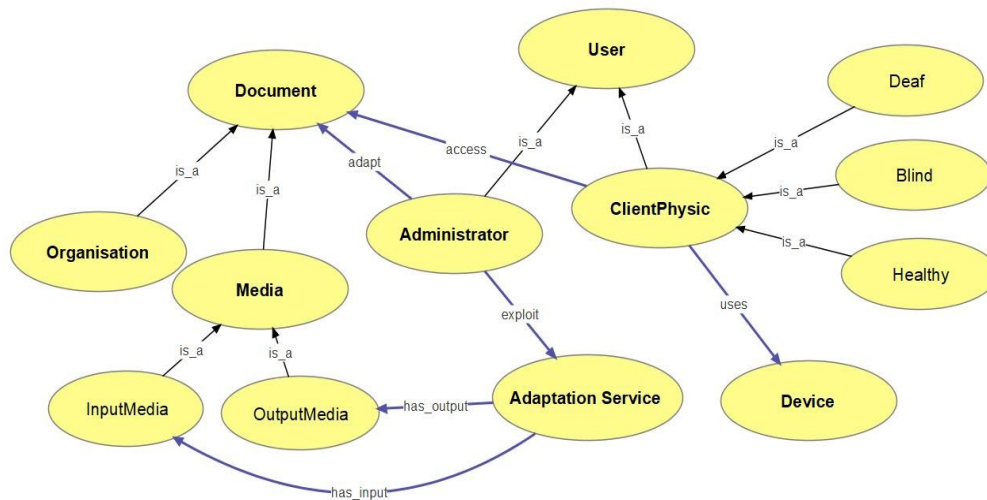 User
Document
Deaf
is_a
access
is_a
is_a
adapt
is_a
is_a
Blind
is_a
is_a
ClientPhysic
Administrator
is_a
Organisation
Healthy
Media
uses
exploit
is_a
is_a
Adaptation Service
Device
InputMedia
OutputMedia
has_output
has_input